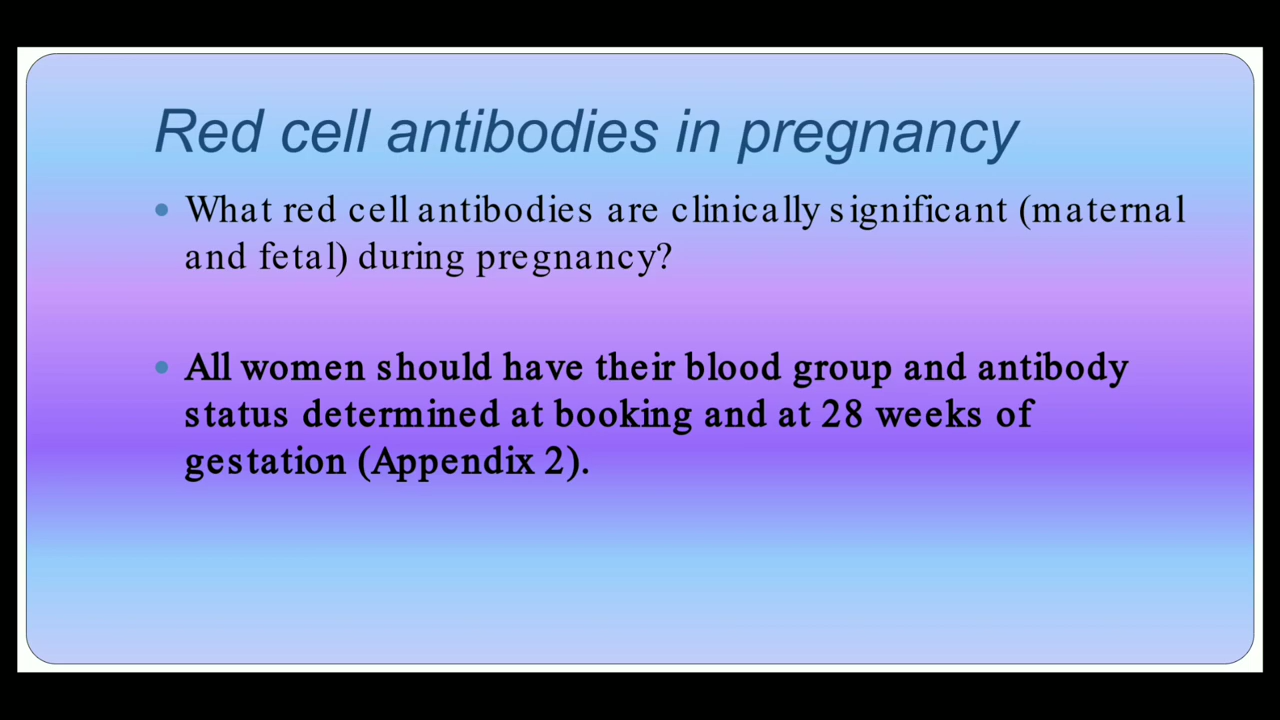 Red cell antibodies in pregnancy
What red cell antibodies are clinically significant (maternal
and fetal) during pregnancy?
All women should have their blood group and antibody
status determined at booking and at 28 weeks of
gestation (Appendix 2).